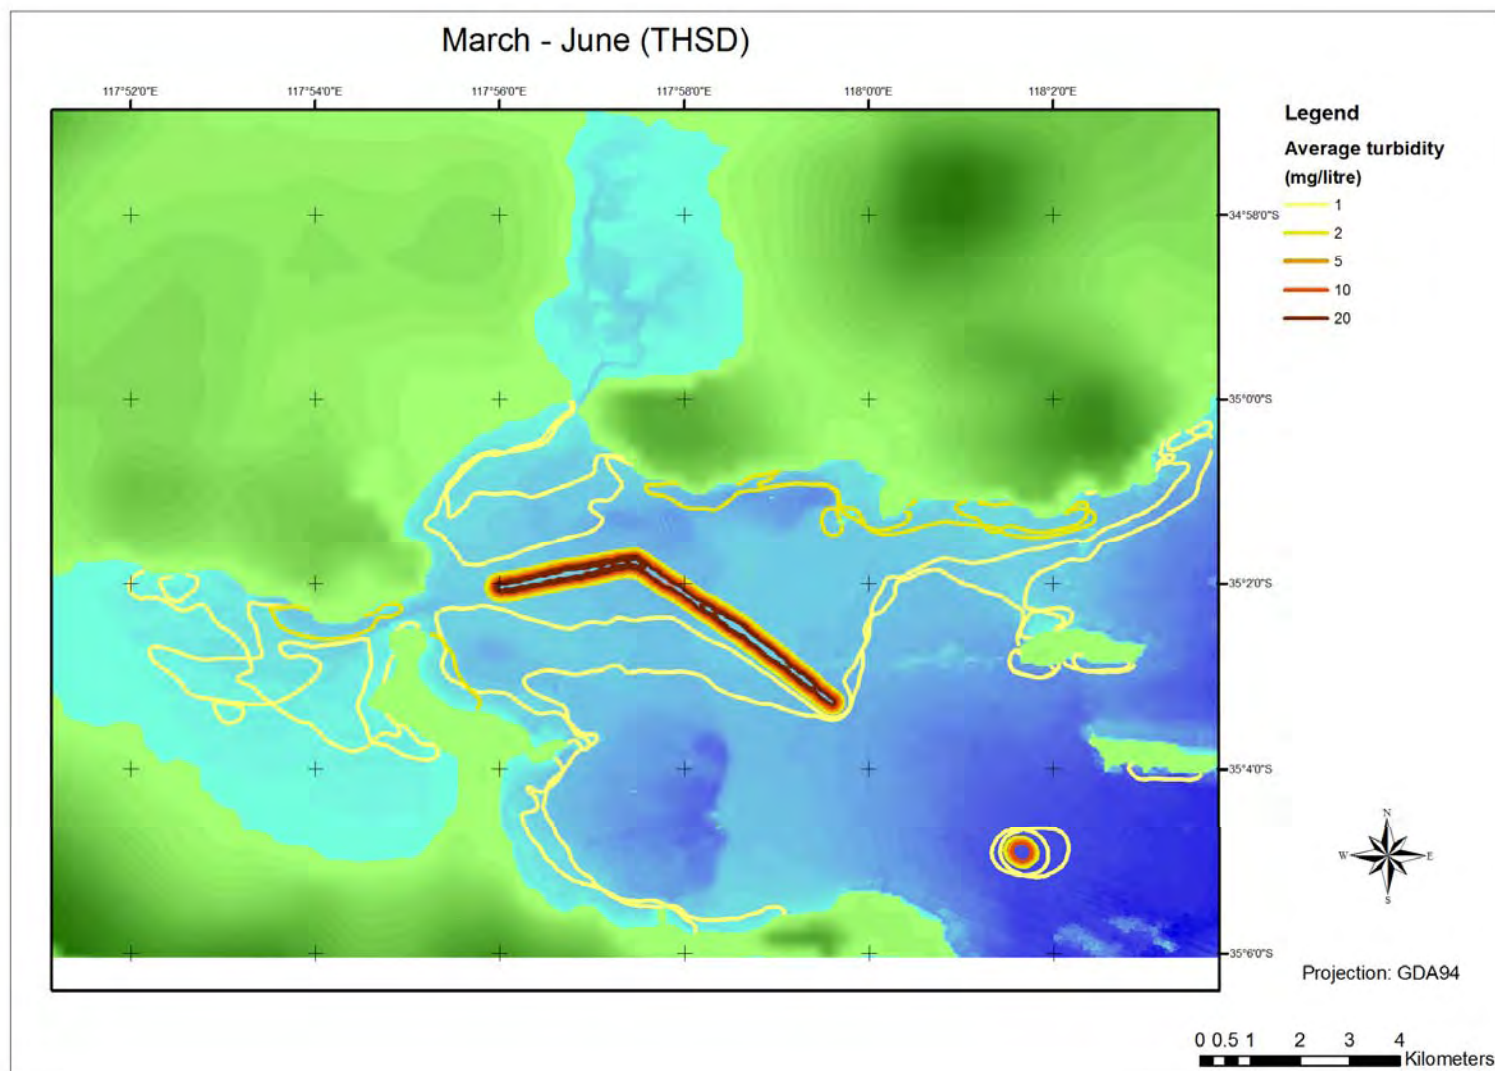 March - June (THSD)
117°52'0"E 117°54'0"E 117°56'0"E 117°58'0"E 118°0'0"E 118°2'0"E
Legend
Average turbidity
(mg/litre)
1
2
5
10
20
34°58'0"S
35°0'0"S
35°2'0"S
35°4'0"S
35°6'0"S
N
W E
S
Projection: GDA94
0 0.5 1 2 3 4
Kilometers